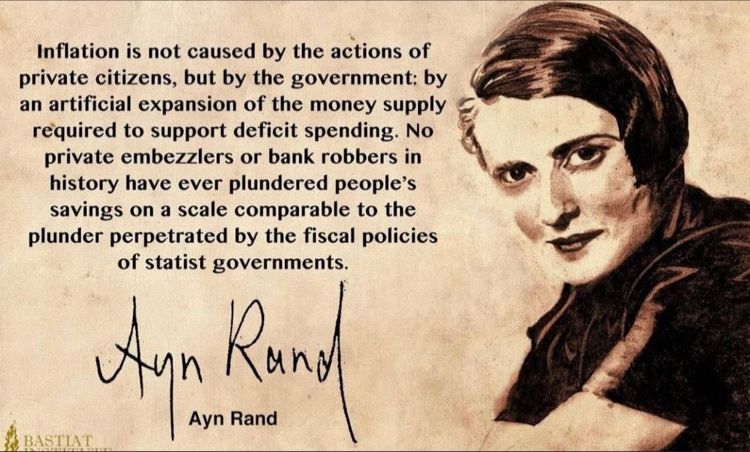 Inflation is not caused by the actions of
private citizens, but by the government: by
an artificial expansion of the money supply
required to support deficit spending. No
private embezzlers or bank robbers in
history have ever plundered people's
savings on a scale comparable to the
plunder perpetrated by the fiscal policies
of statist governments.
Ayn Rand
Ayn Rand
BASTIAT